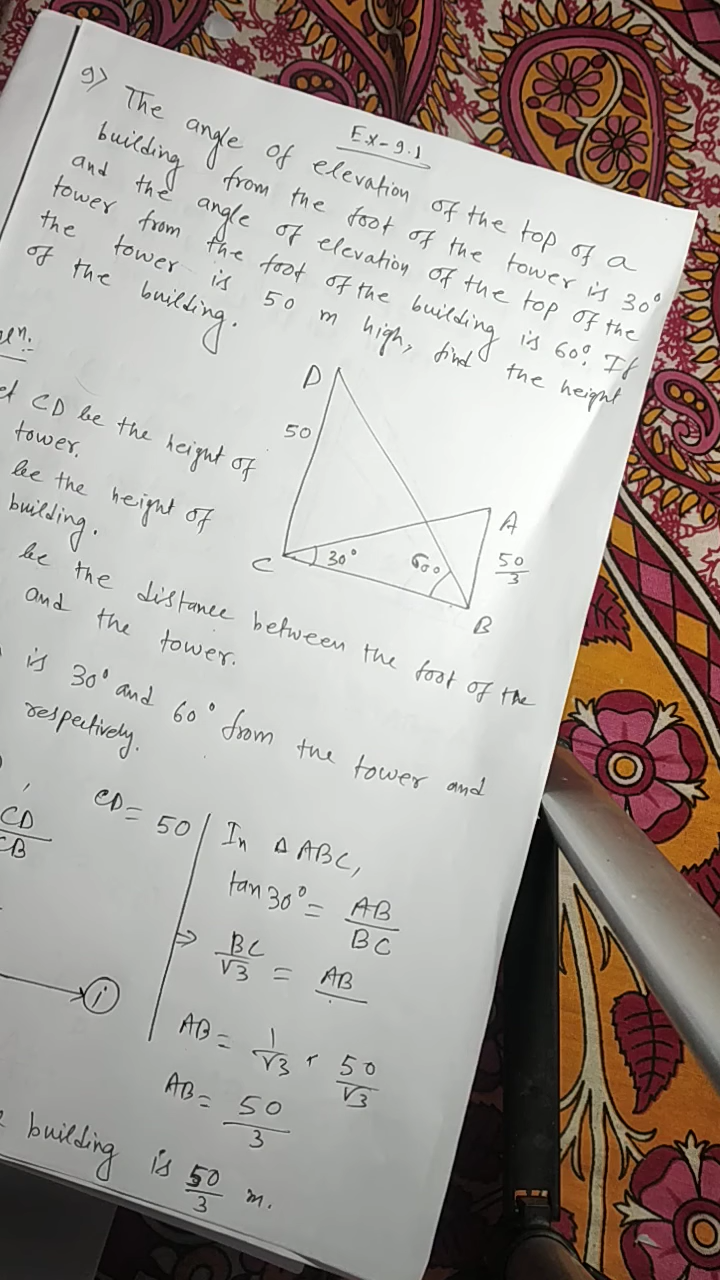 Ex-9.1
9> The angle of elevation of the top of a
building from the foot of the tower is 30°
and the angle of elevation of the top of the
tower from the foot of the building is 60°. If
the tower is 50 m high, find the height
of the building.
D
50
A
50/3
C
30°
60°
B
CD be the height of
tower.
be the height of
building.
be the distance between the foot of the
and the tower.
is 30° and 60° from the tower and
respectively.
CD = 50
CD/CB
In △ABC,
tan 30° = AB/BC
⇒ BC/√3 = AB
i
AB = 1/√3 × 50/√3
AB = 50/3
building is 50/3 m.